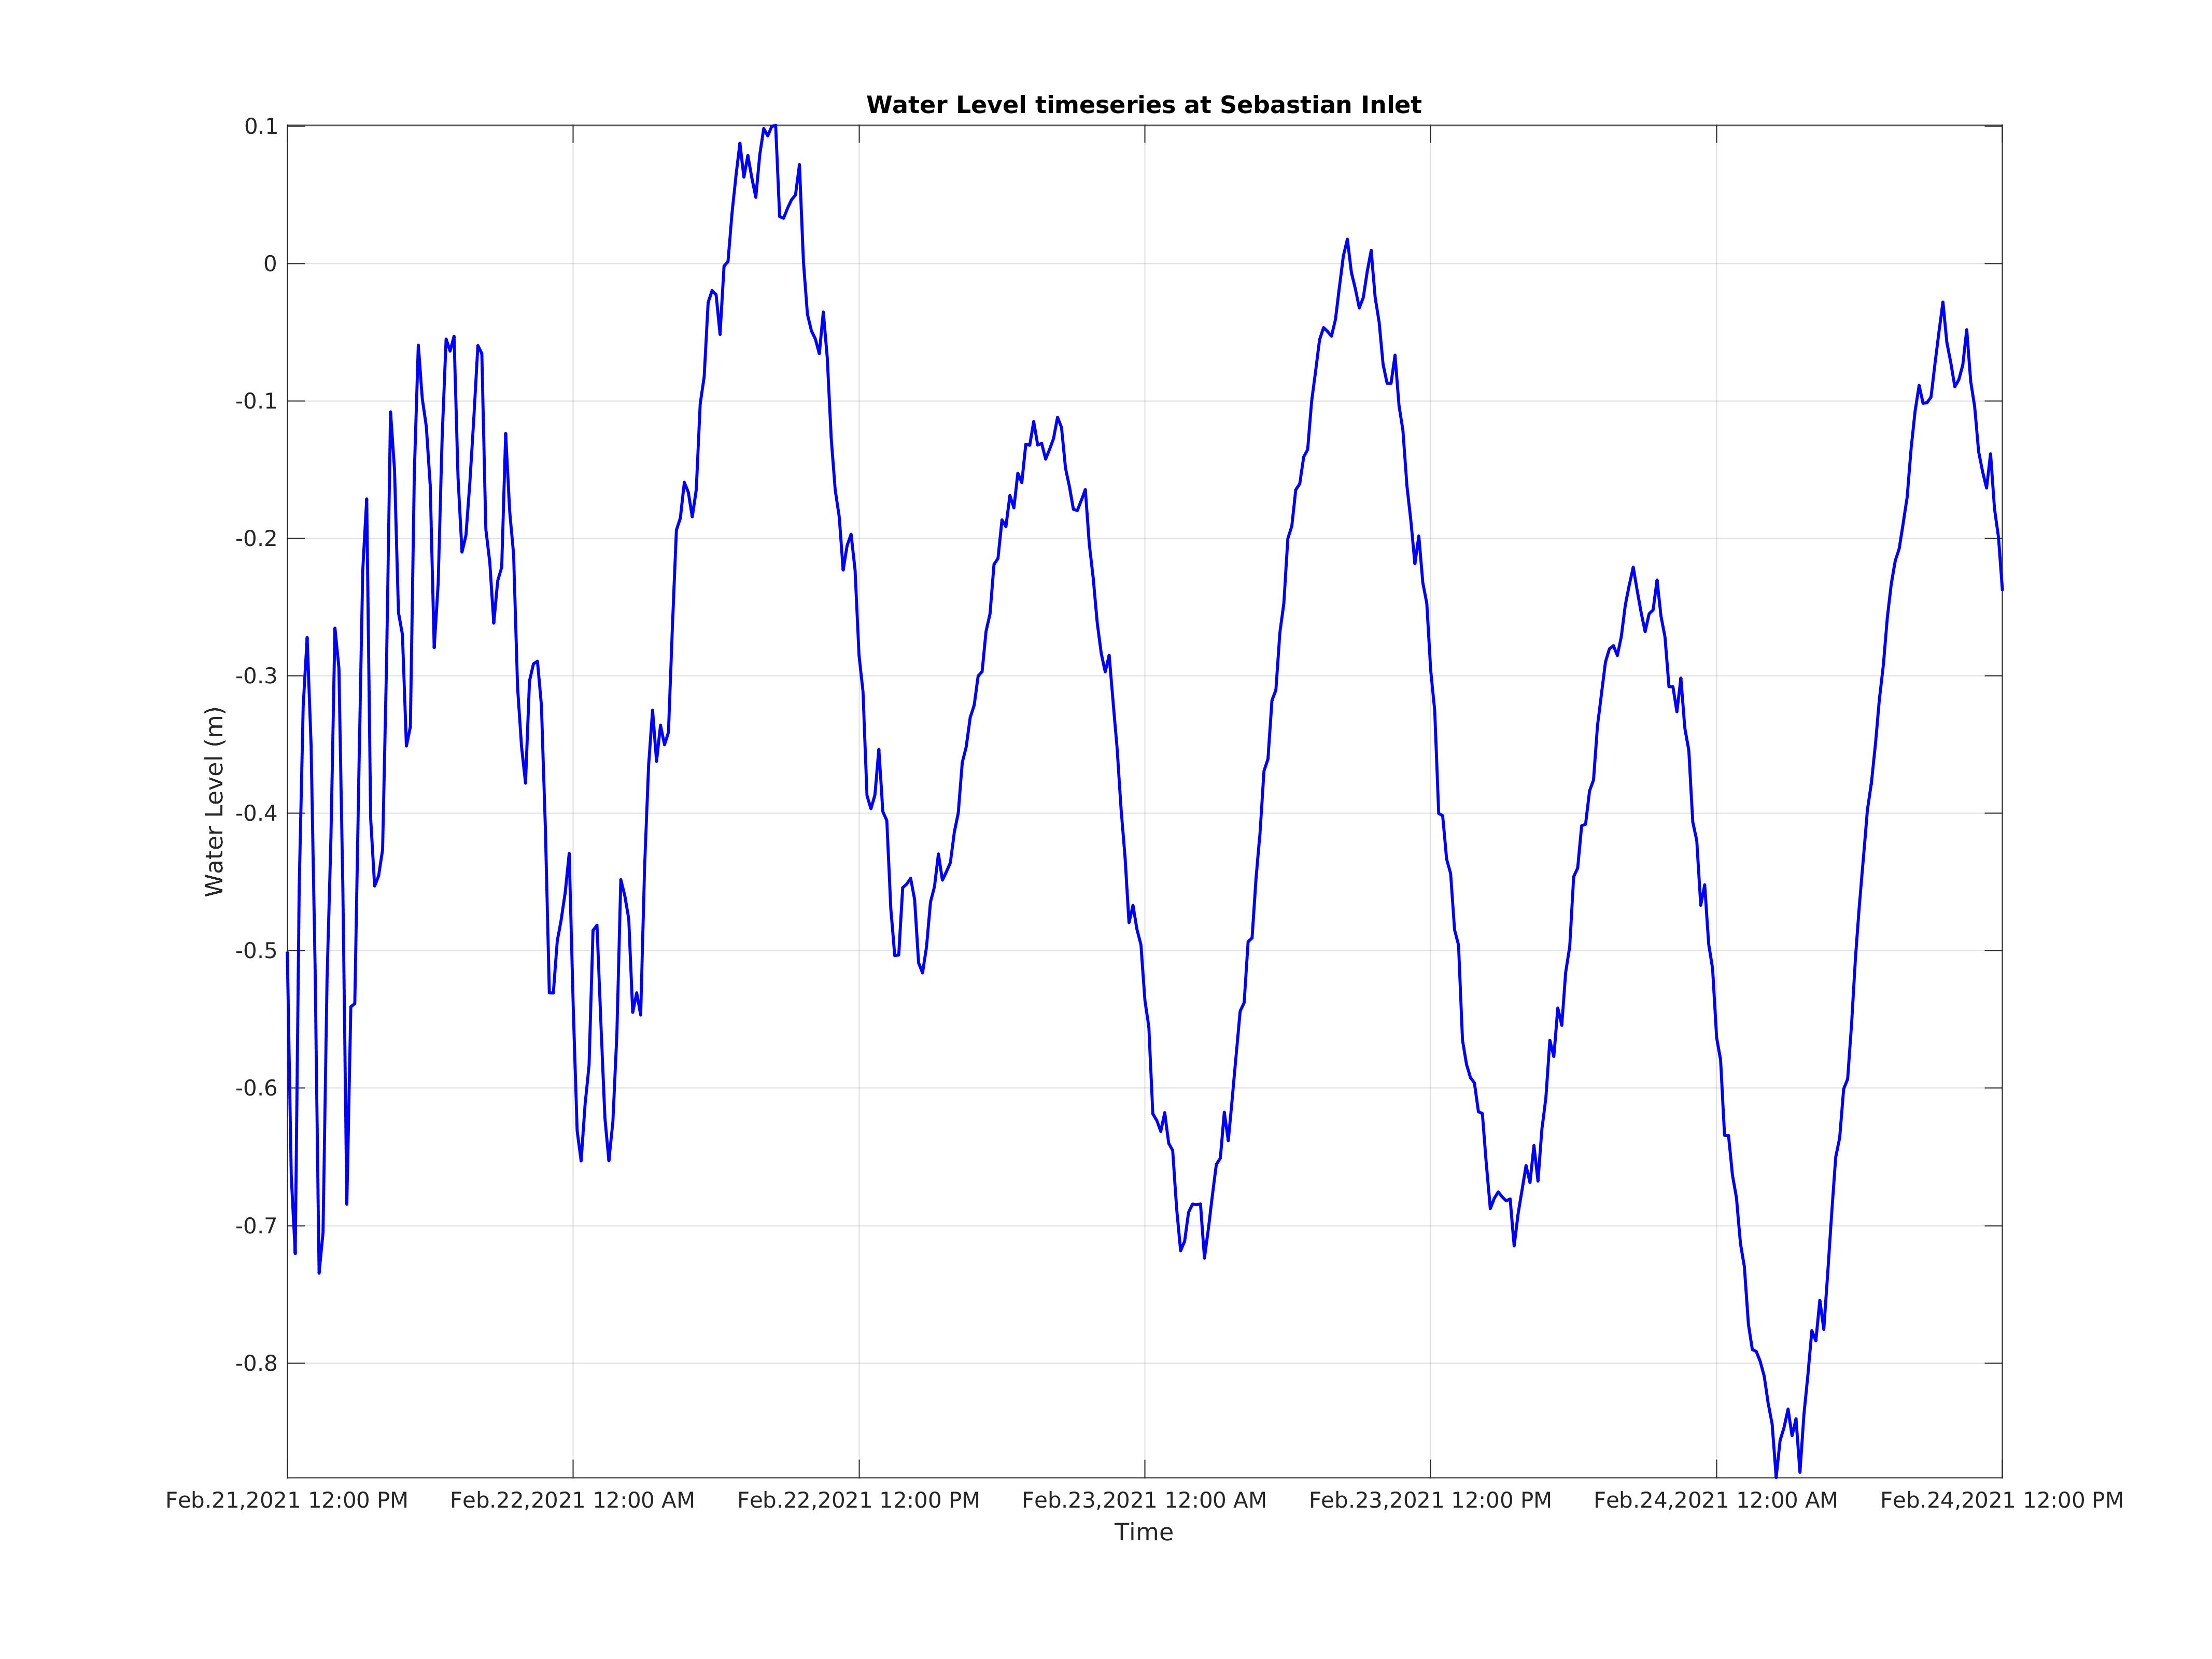 Water Level timeseries at Sebastian Inlet
0.1
0
-0.1
-0.2
-0.3
-0.4
-0.5
-0.6
-0.7
-0.8
Water Level (m)
Feb.21,2021 12:00 PM
Feb.22,2021 12:00 AM
Feb.22,2021 12:00 PM
Feb.23,2021 12:00 AM
Feb.23,2021 12:00 PM
Feb.24,2021 12:00 AM
Feb.24,2021 12:00 PM
Time